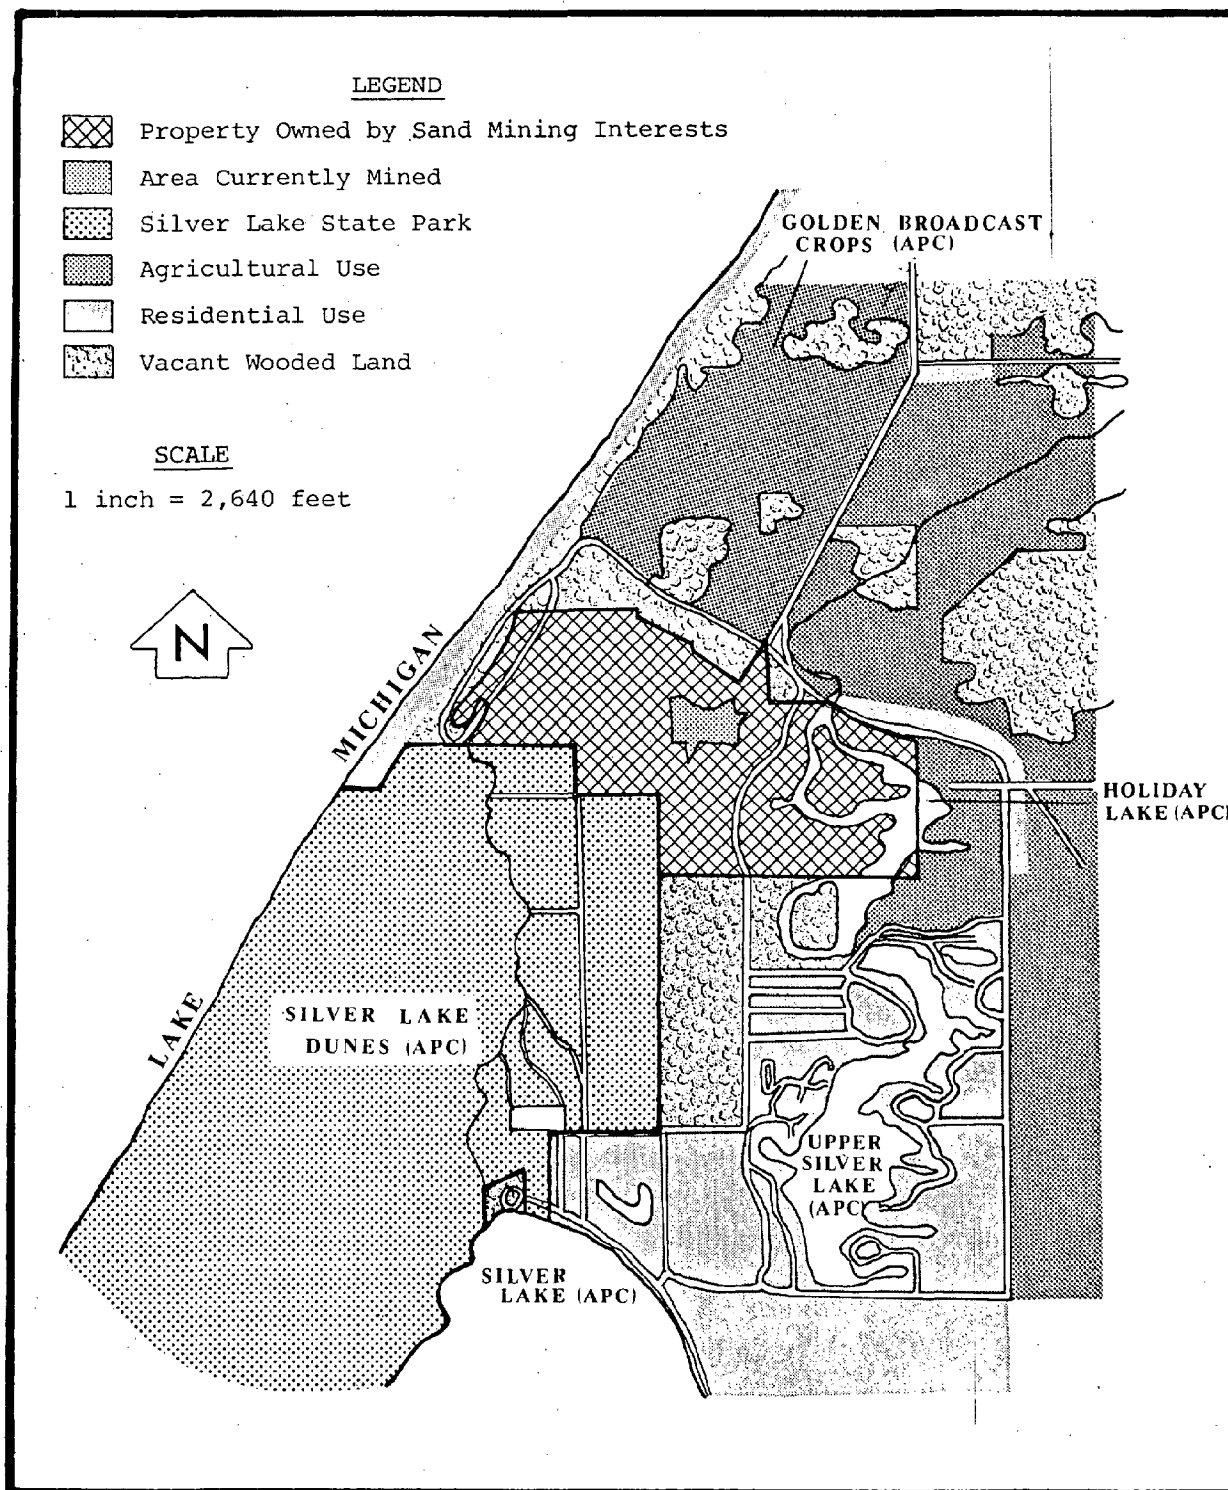 LEGEND
Property Owned by Sand Mining Interests
Area Currently Mined
Silver Lake State Park
Agricultural Use
Residential Use
Vacant Wooded Land
SCALE
1 inch = 2,640 feet
N
GOLDEN BROADCAST
CROPS (APC)
LAKE MICHIGAN
HOLIDAY
LAKE (APC)
SILVER LAKE
DUNES (APC)
UPPER
SILVER
LAKE
(APC)
SILVER
LAKE (APC)